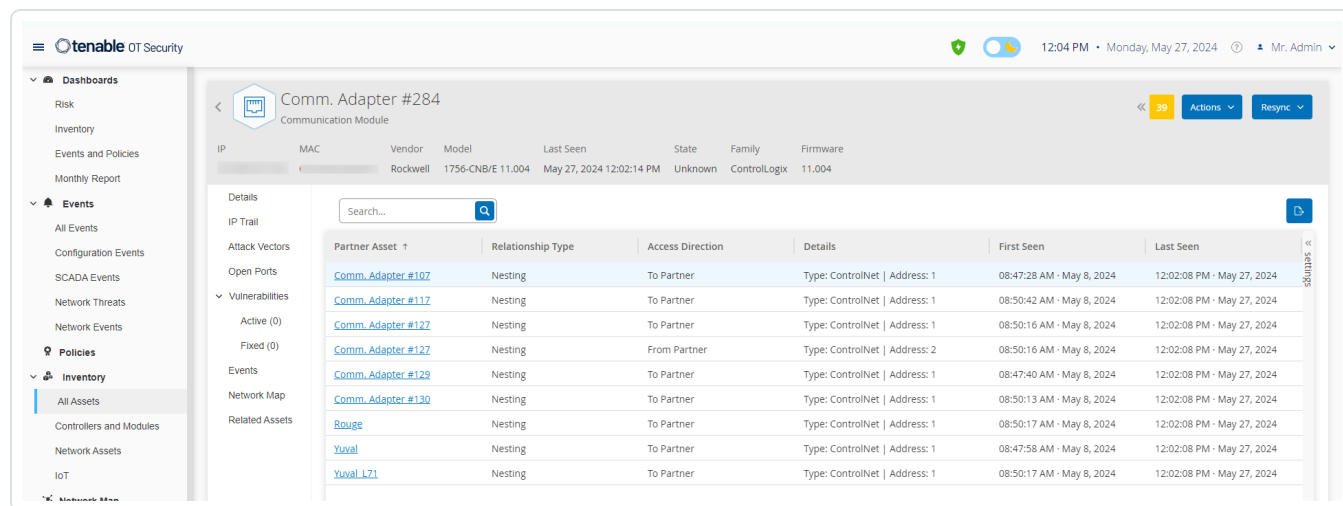 tenable OT Security
12:04 PM • Monday, May 27, 2024 ? Mr. Admin
Dashboards
Risk
Inventory
Events and Policies
Monthly Report
Events
All Events
Configuration Events
SCADA Events
Network Threats
Network Events
Policies
Inventory
All Assets
Controllers and Modules
Network Assets
IoT
Network Map
Comm. Adapter #284
Communication Module
39 Actions Resync
IP MAC Vendor Model Last Seen State Family Firmware
Rockwell 1756-CNB/E 11.004 May 27, 2024 12:02:14 PM Unknown ControlLogix 11.004
Details
IP Trail
Attack Vectors
Open Ports
Vulnerabilities
Active (0)
Fixed (0)
Events
Network Map
Related Assets
Search...
Partner Asset ↑ Relationship Type Access Direction Details First Seen Last Seen
Comm. Adapter #107 Nesting To Partner Type: ControlNet | Address: 1 08:47:28 AM · May 8, 2024 12:02:08 PM · May 27, 2024
Comm. Adapter #117 Nesting To Partner Type: ControlNet | Address: 1 08:50:42 AM · May 8, 2024 12:02:08 PM · May 27, 2024
Comm. Adapter #127 Nesting To Partner Type: ControlNet | Address: 1 08:50:16 AM · May 8, 2024 12:02:08 PM · May 27, 2024
Comm. Adapter #127 Nesting From Partner Type: ControlNet | Address: 2 08:50:16 AM · May 8, 2024 12:02:08 PM · May 27, 2024
Comm. Adapter #129 Nesting To Partner Type: ControlNet | Address: 1 08:47:40 AM · May 8, 2024 12:02:08 PM · May 27, 2024
Comm. Adapter #130 Nesting To Partner Type: ControlNet | Address: 1 08:50:13 AM · May 8, 2024 12:02:08 PM · May 27, 2024
Rouge Nesting To Partner Type: ControlNet | Address: 1 08:50:17 AM · May 8, 2024 12:02:08 PM · May 27, 2024
Yuval Nesting To Partner Type: ControlNet | Address: 1 08:47:58 AM · May 8, 2024 12:02:08 PM · May 27, 2024
Yuval_L71 Nesting To Partner Type: ControlNet | Address: 1 08:50:17 AM · May 8, 2024 12:02:08 PM · May 27, 2024
settings